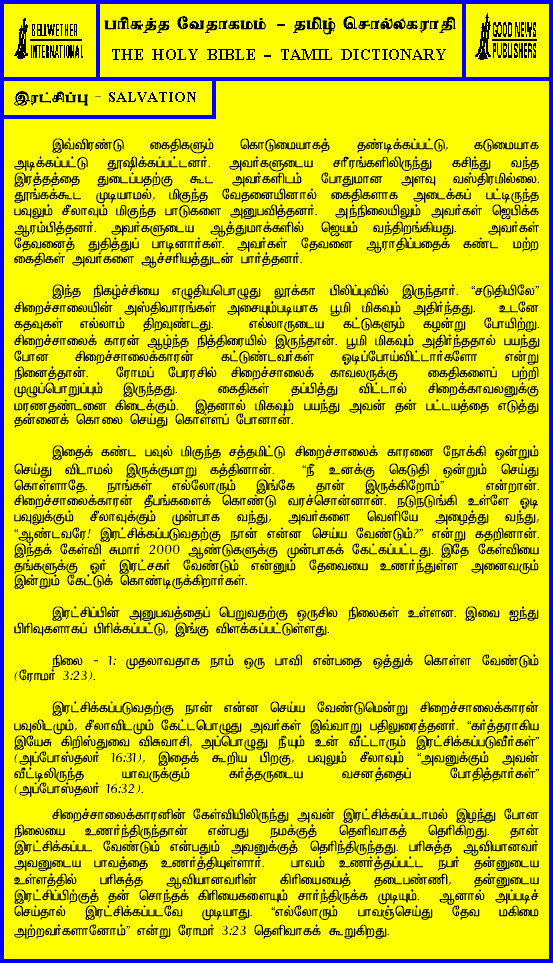 BELLWETHER
INTERNATIONAL
பரிசுத்த வேதாகமம் – தமிழ் சொல்லகராதி
THE HOLY BIBLE – TAMIL DICTIONARY
GOOD NEWS
PUBLISHERS
இரட்சிப்பு – SALVATION
இவ்விரண்டு கைதிகளும் கொடுமையாகத் தண்டிக்கப்பட்டு, கடுமையாக
அடிக்கப்பட்டு தூஷிக்கப்பட்டனர். அவர்களுடைய சரீரங்களிலிருந்து கசிந்து வந்த
இரத்தத்தை துடைப்பதற்கு கூட அவர்களிடம் போதுமான அளவு வஸ்திரமில்லை.
தூங்கக்கூட முடியாமல், மிகுந்த வேதனையினால் கைதிகளாக அடைக்கப் பட்டிருந்த
பவுலும் சீலாவும் மிகுந்த பாடுகளை அனுபவித்தனர். அந்நிலையிலும் அவர்கள் ஜெபிக்க
ஆரம்பித்தனர். அவர்களுடைய ஆத்துமாக்களில் ஜெயம் வந்திறங்கியது. அவர்கள்
தேவனைத் துதித்துப் பாடினார்கள். அவர்கள் தேவனை ஆராதிப்பதைக் கண்ட மற்ற
கைதிகள் அவர்களை ஆச்சரியத்துடன் பார்த்தனர்.
இந்த நிகழ்ச்சியை எழுதியபொழுது லூக்கா பிலிப்புவில் இருந்தார். “சடுதியிலே”
சிறைச்சாலையின் அஸ்திவாரங்கள் அசையும்படியாக பூமி மிகவும் அதிர்ந்தது. உடனே
கதவுகள் எல்லாம் திறவுண்டது. எல்லாருடைய கட்டுகளும் கழன்று போயிற்று.
சிறைச்சாலைக் காரன் ஆழ்ந்த நித்திரையில் இருந்தான். பூமி மிகவும் அதிர்ந்ததால் பயந்து
போன சிறைச்சாலைக்காரன் கட்டுண்டவர்கள் ஓடிப்போய்விட்டார்களோ என்று
நினைத்தான். ரோமப் பேரரசில் சிறைச்சாலைக் காவலருக்கு கைதிகளைப் பற்றி
முழுப்பொறுப்பும் இருந்தது. கைதிகள் தப்பித்து விட்டால் சிறைக்காவலனுக்கு
மரணதண்டனை கிடைக்கும். இதனால் மிகவும் பயந்து அவன் தன் பட்டயத்தை எடுத்து
தன்னைக் கொலை செய்து கொள்ளப் போனான்.
இதைக் கண்ட பவுல் மிகுந்த சத்தமிட்டு சிறைச்சாலைக் காரனை நோக்கி ஒன்றும்
செய்து விடாமல் இருக்குமாறு கத்தினான். “நீ உனக்கு கெடுதி ஒன்றும் செய்து
கொள்ளாதே. நாங்கள் எல்லோரும் இங்கே தான் இருக்கிறோம்” என்றான்.
சிறைச்சாலைக்காரன் தீபங்களைக் கொண்டு வரச்சொன்னான். நடுநடுங்கி உள்ளே ஓடி
பவுலுக்கும் சீலாவுக்கும் முன்பாக வந்து, அவர்களை வெளியே அழைத்து வந்து,
“ஆண்டவரே! இரட்சிக்கப்படுவதற்கு நான் என்ன செய்ய வேண்டும்?” என்று கதறினான்.
இந்தக் கேள்வி சுமார் 2000 ஆண்டுகளுக்கு முன்பாகக் கேட்கப்பட்டது. இதே கேள்வியை
தங்களுக்கு ஓர் இரட்சகர் வேண்டும் என்னும் தேவையை உணர்ந்துள்ள அனைவரும்
இன்றும் கேட்டுக் கொண்டிருக்கிறார்கள்.
இரட்சிப்பின் அனுபவத்தைப் பெறுவதற்கு ஒருசில நிலைகள் உள்ளன. இவை ஐந்து
பிரிவுகளாகப் பிரிக்கப்பட்டு, இங்கு விளக்கப்பட்டுள்ளது.
நிலை – 1: முதலாவதாக நாம் ஒரு பாவி என்பதை ஒத்துக் கொள்ள வேண்டும்
(ரோமர் 3:23).
இரட்சிக்கப்படுவதற்கு நான் என்ன செய்ய வேண்டுமென்று சிறைச்சாலைக்காரன்
பவுலிடமும், சீலாவிடமும் கேட்டபொழுது அவர்கள் இவ்வாறு பதிலுரைத்தனர். “கர்த்தராகிய
இயேசு கிறிஸ்துவை விசுவாசி, அப்பொழுது நீயும் உன் வீட்டாரும் இரட்சிக்கப்படுவீர்கள்”
(அப்போஸ்தலர் 16:31), இதைக் கூறிய பிறகு, பவுலும் சீலாவும் “அவனுக்கும் அவன்
வீட்டிலிருந்த யாவருக்கும் கர்த்தருடைய வசனத்தைப் போதித்தார்கள்”
(அப்போஸ்தலர் 16:32).
சிறைச்சாலைக்காரனின் கேள்வியிலிருந்து அவன் இரட்சிக்கப்படாமல் இழந்து போன
நிலையை உணர்ந்திருந்தான் என்பது நமக்குத் தெளிவாகத் தெரிகிறது. தான்
இரட்சிக்கப்பட வேண்டும் என்பதும் அவனுக்குத் தெரிந்திருந்தது. பரிசுத்த ஆவியானவர்
அவனுடைய பாவத்தை உணர்த்தியுள்ளார். பாவம் உணர்த்தப்பட்ட நபர் தன்னுடைய
உள்ளத்தில் பரிசுத்த ஆவியானவரின் கிரியையைத் தடைபண்ணி, தன்னுடைய
இரட்சிப்பிற்குத் தன் சொந்தக் கிரியைகளையும் சார்ந்திருக்க முடியும். ஆனால் அப்படிச்
செய்தால் இரட்சிக்கப்படவே முடியாது. “எல்லோரும் பாவஞ்செய்து தேவ மகிமை
அற்றவர்களானோம்” என்று ரோமர் 3:23 தெளிவாகக் கூறுகிறது.